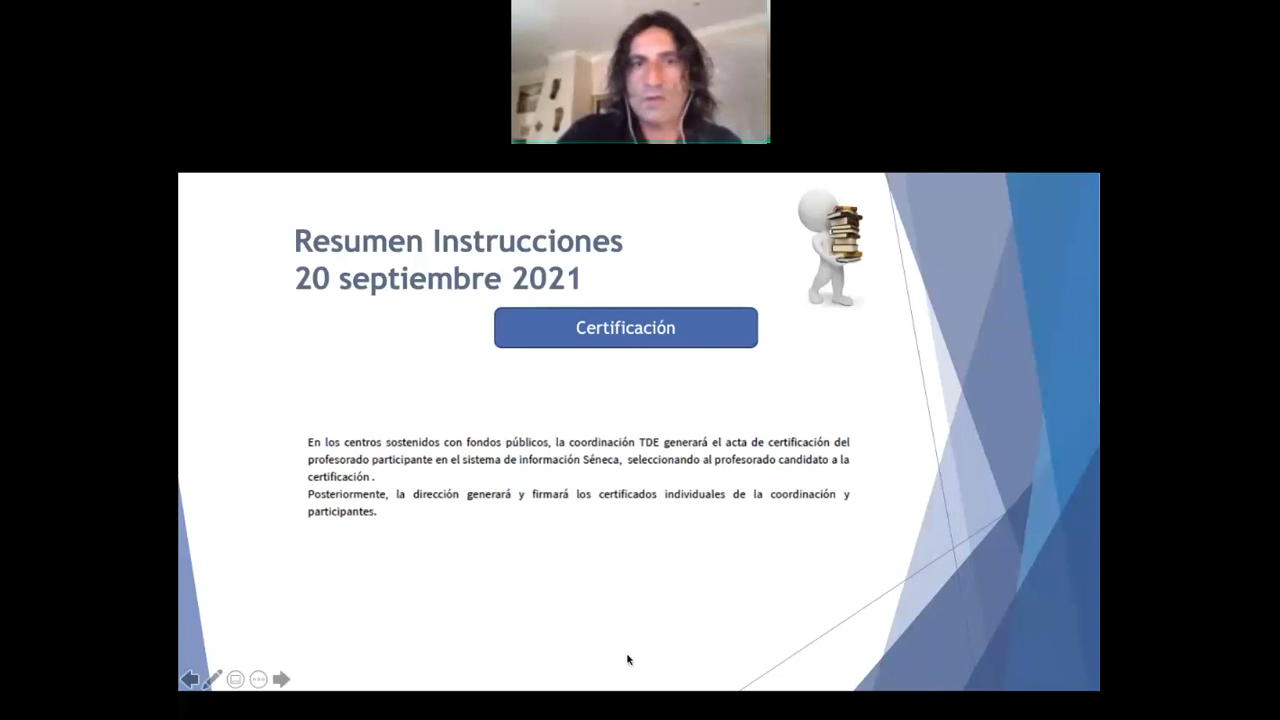 Resumen Instrucciones
20 septiembre 2021
Certificación
En los centros sostenidos con fondos públicos, la coordinación TDE generará el acta de certificación del
profesorado participante en el sistema de información Séneca, seleccionando al profesorado candidato a la
certificación .
Posteriormente, la dirección generará y firmará los certificados individuales de la coordinación y
participantes.